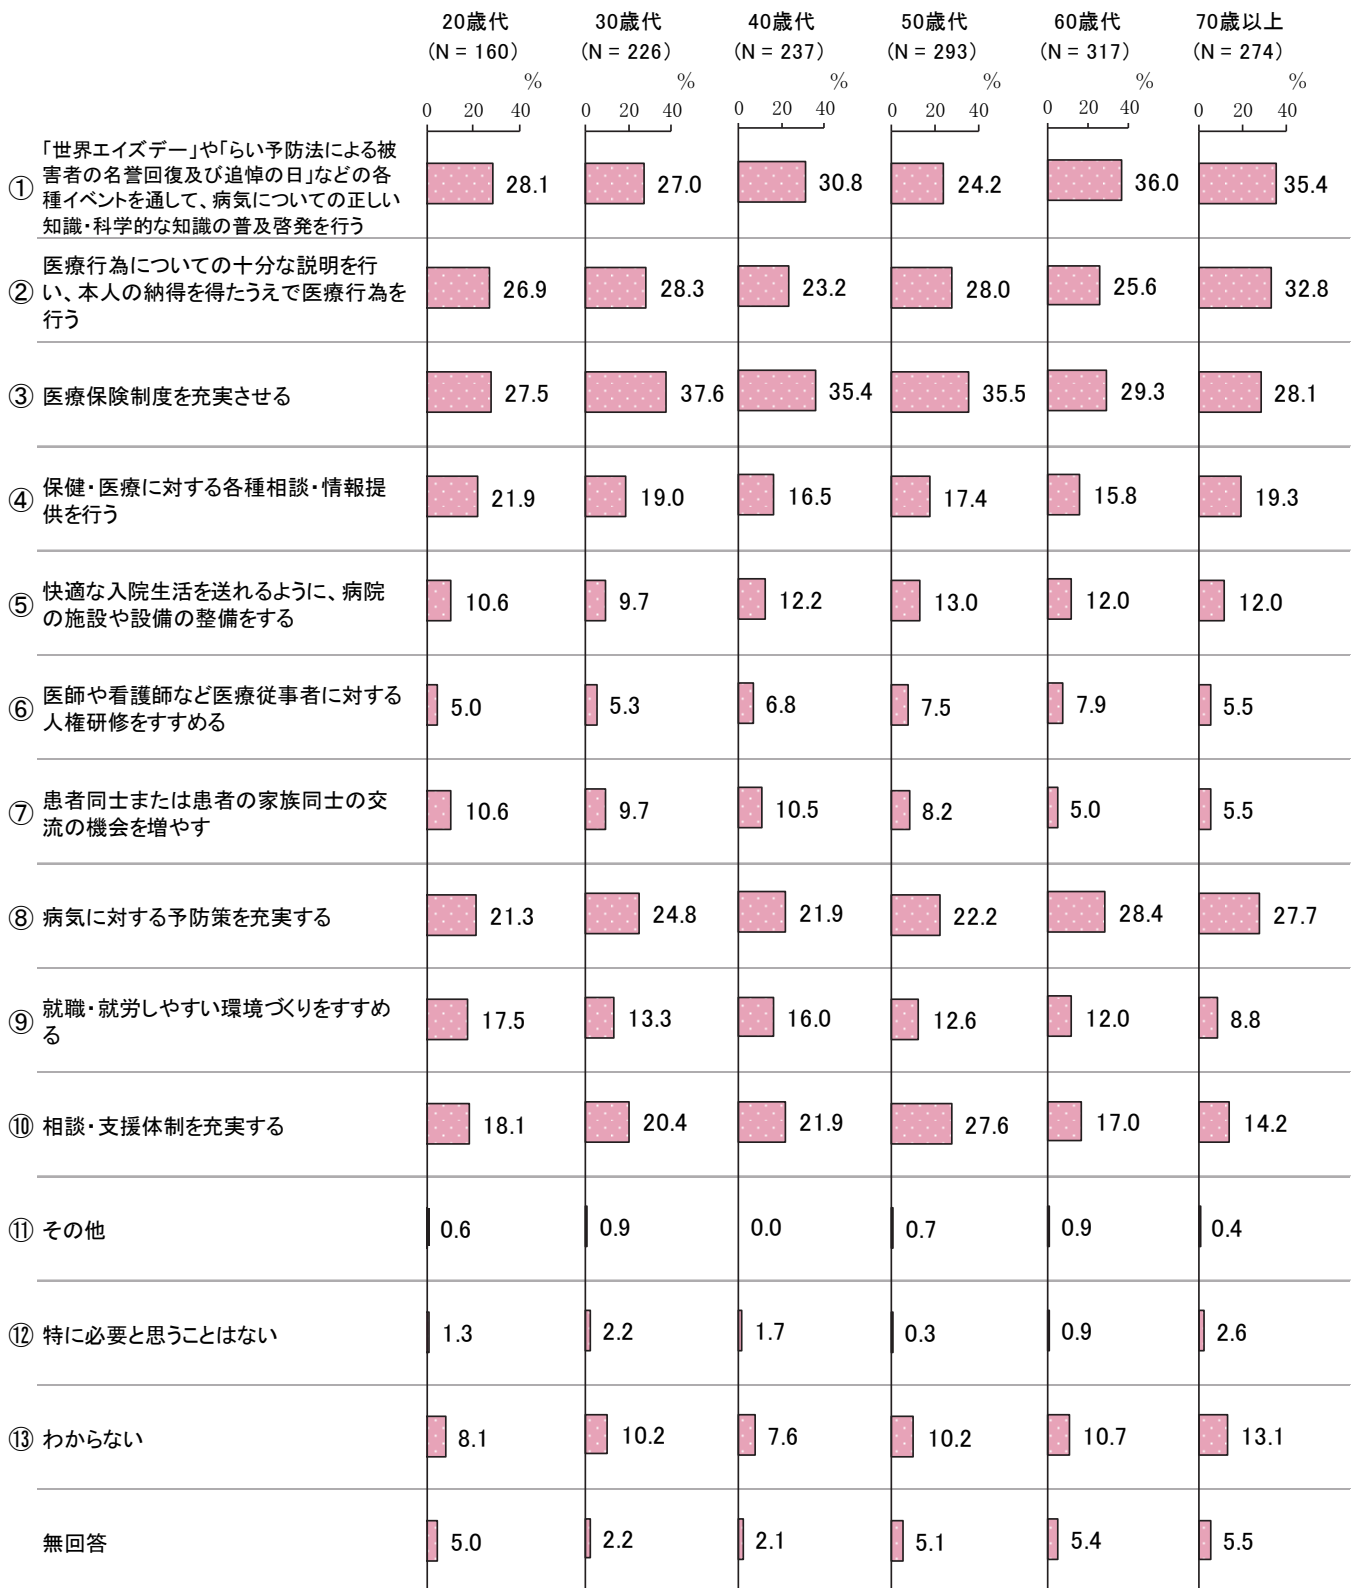 20歳代 30歳代 40歳代 50歳代 60歳代 70歳以上
(N = 160) (N = 226) (N = 237) (N = 293) (N = 317) (N = 274)
% % % % % %
0 20 40 0 20 40 0 20 40 0 20 40 0 20 40 0 20 40
「世界エイズデー」や「らい予防法による被
害者の名誉回復及び追悼の日」などの各
① 種イベントを通して、病気についての正しい
知識・科学的な知識の普及啓発を行う
28.1 27.0 30.8 24.2 36.0 35.4
医療行為についての十分な説明を行
② い、本人の納得を得たうえで医療行為を
行う
26.9 28.3 23.2 28.0 25.6 32.8
③ 医療保険制度を充実させる 27.5 37.6 35.4 35.5 29.3 28.1
④ 保健・医療に対する各種相談・情報提
供を行う
21.9 19.0 16.5 17.4 15.8 19.3
⑤ 快適な入院生活を送れるように、病院
の施設や設備の整備をする
10.6 9.7 12.2 13.0 12.0 12.0
⑥ 医師や看護師など医療従事者に対する
人権研修をすすめる
5.0 5.3 6.8 7.5 7.9 5.5
⑦ 患者同士または患者の家族同士の交
流の機会を増やす
10.6 9.7 10.5 8.2 5.0 5.5
⑧ 病気に対する予防策を充実する 21.3 24.8 21.9 22.2 28.4 27.7
⑨ 就職・就労しやすい環境づくりをすすめ
る
17.5 13.3 16.0 12.6 12.0 8.8
⑩ 相談・支援体制を充実する 18.1 20.4 21.9 27.6 17.0 14.2
⑪ その他 0.6 0.9 0.0 0.7 0.9 0.4
⑫ 特に必要と思うことはない 1.3 2.2 1.7 0.3 0.9 2.6
⑬ わからない 8.1 10.2 7.6 10.2 10.7 13.1
無回答 5.0 2.2 2.1 5.1 5.4 5.5